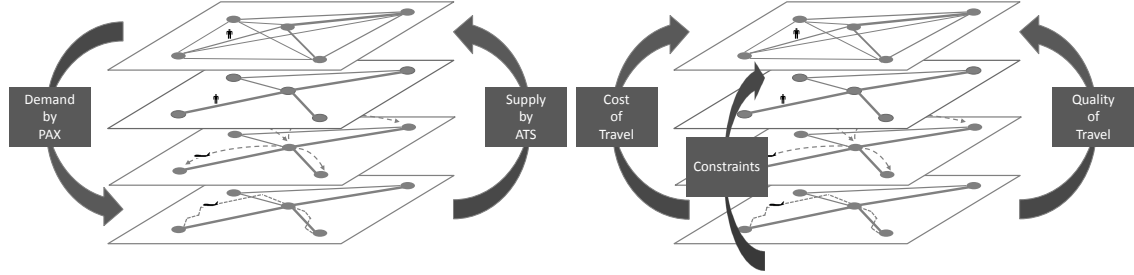 Demand
by
PAX
Supply
by
ATS
Cost
of
Travel
Constraints
Quality
of
Travel